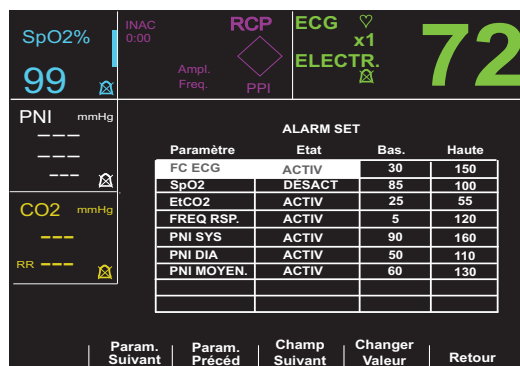 SpO2%
99
INAC
0:00
RCP
Ampl.
Freq.
PPI
ECG
x1
ELECTR.
72
PNI mmHg
---
---
---
CO2 mmHg
---
RR ---
ALARM SET
Paramètre Etat Bas. Haute
FC ECG ACTIV 30 150
SpO2 DÉSACT 85 100
EtCO2 ACTIV 25 55
FREQ RSP. ACTIV 5 120
PNI SYS ACTIV 90 160
PNI DIA ACTIV 50 110
PNI MOYEN. ACTIV 60 130
Param. Suivant
Param. Précéd
Champ Suivant
Changer Valeur
Retour